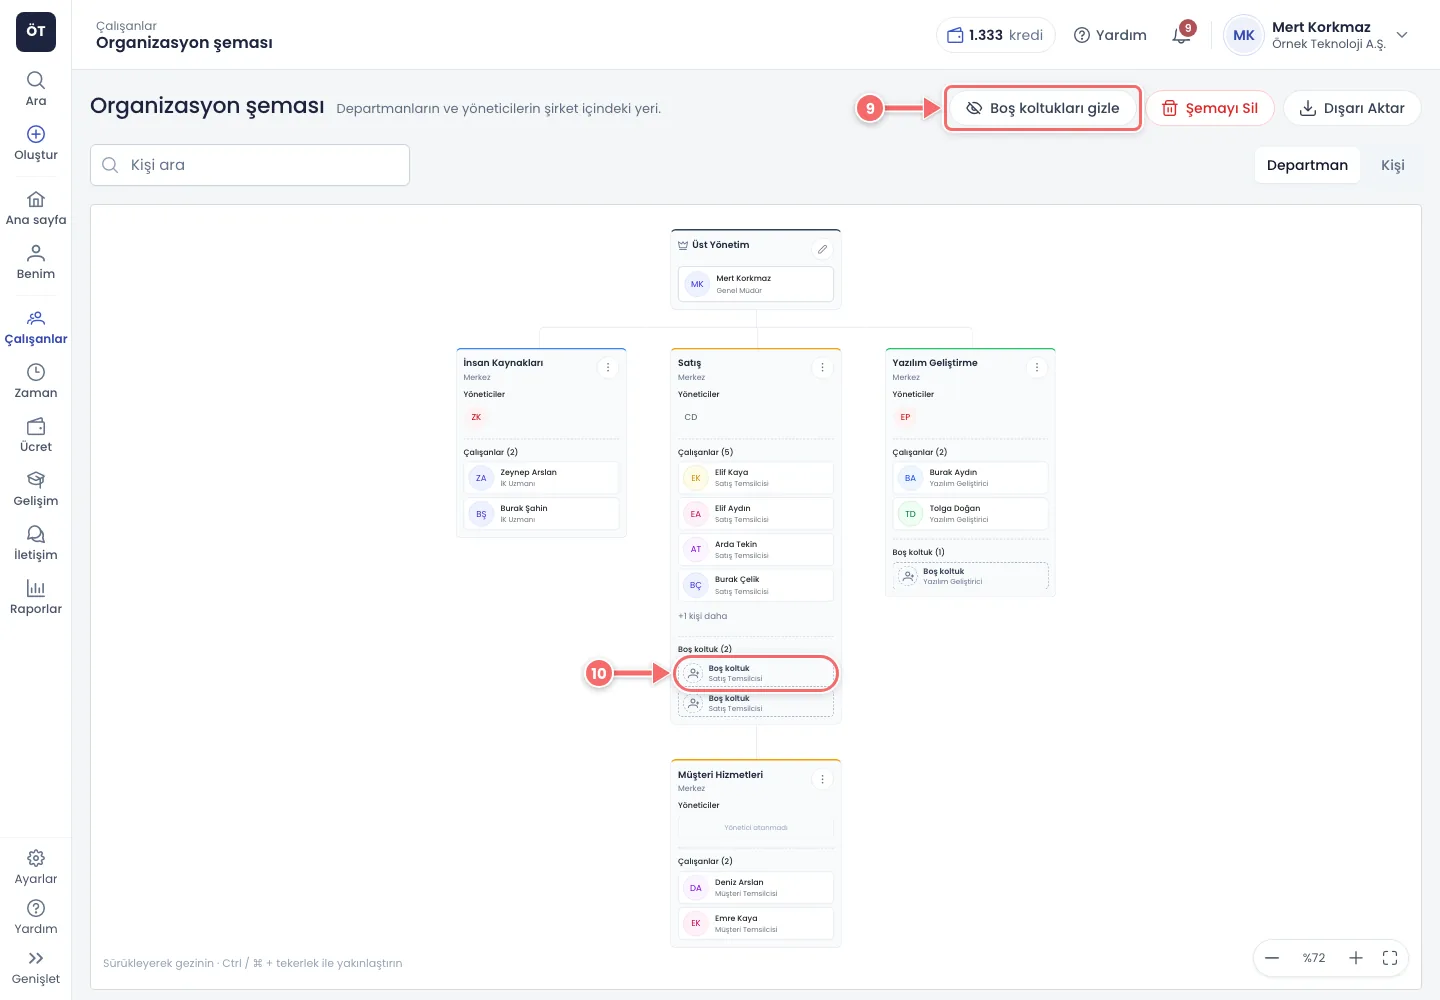 ÖT
Ara
Oluştur
Ana sayfa
Benim
Çalışanlar
Zaman
Ücret
Gelişim
İletişim
Raporlar
Ayarlar
Yardım
Genişlet
Çalışanlar
Organizasyon şeması
1.333 kredi
Yardım
9
MK
Mert Korkmaz
Örnek Teknoloji A.Ş.
Organizasyon şeması
Departmanların ve yöneticilerin şirket içindeki yeri.
9
Boş koltukları gizle
Şemayı Sil
Dışarı Aktar
Kişi ara
Departman
Kişi
Üst Yönetim
MK
Mert Korkmaz
Genel Müdür
İnsan Kaynakları
Merkez
Yöneticiler
ZK
Çalışanlar (2)
ZA
Zeynep Arslan
İK Uzmanı
BŞ
Burak Şahin
İK Uzmanı
Satış
Merkez
Yöneticiler
CD
Çalışanlar (5)
EK
Elif Kaya
Satış Temsilcisi
EA
Elif Aydın
Satış Temsilcisi
AT
Arda Tekin
Satış Temsilcisi
BÇ
Burak Çelik
Satış Temsilcisi
+1 kişi daha
Boş koltuk (2)
10
Boş koltuk
Satış Temsilcisi
Boş koltuk
Satış Temsilcisi
Yazılım Geliştirme
Merkez
Yöneticiler
EP
Çalışanlar (2)
BA
Burak Aydın
Yazılım Geliştirici
TD
Tolga Doğan
Yazılım Geliştirici
Boş koltuk (1)
Boş koltuk
Yazılım Geliştirici
Müşteri Hizmetleri
Merkez
Yöneticiler
Yönetici atanmadı
Çalışanlar (2)
DA
Deniz Arslan
Müşteri Temsilcisi
EK
Emre Kaya
Müşteri Temsilcisi
Sürükleyerek gezinin · Ctrl / ⌘ + tekerlek ile yakınlaştırın
%72